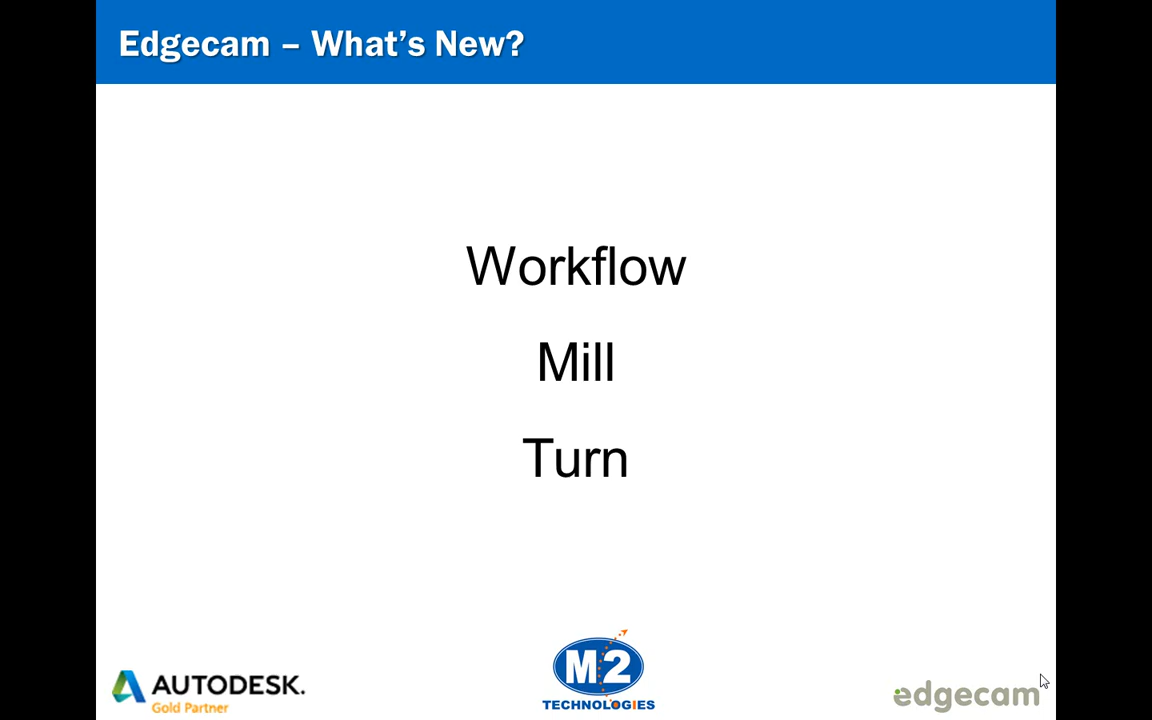 Edgecam – What's New?
Workflow
Mill
Turn
AUTODESK.
Gold Partner
M2
TECHNOLOGIES
edgecam